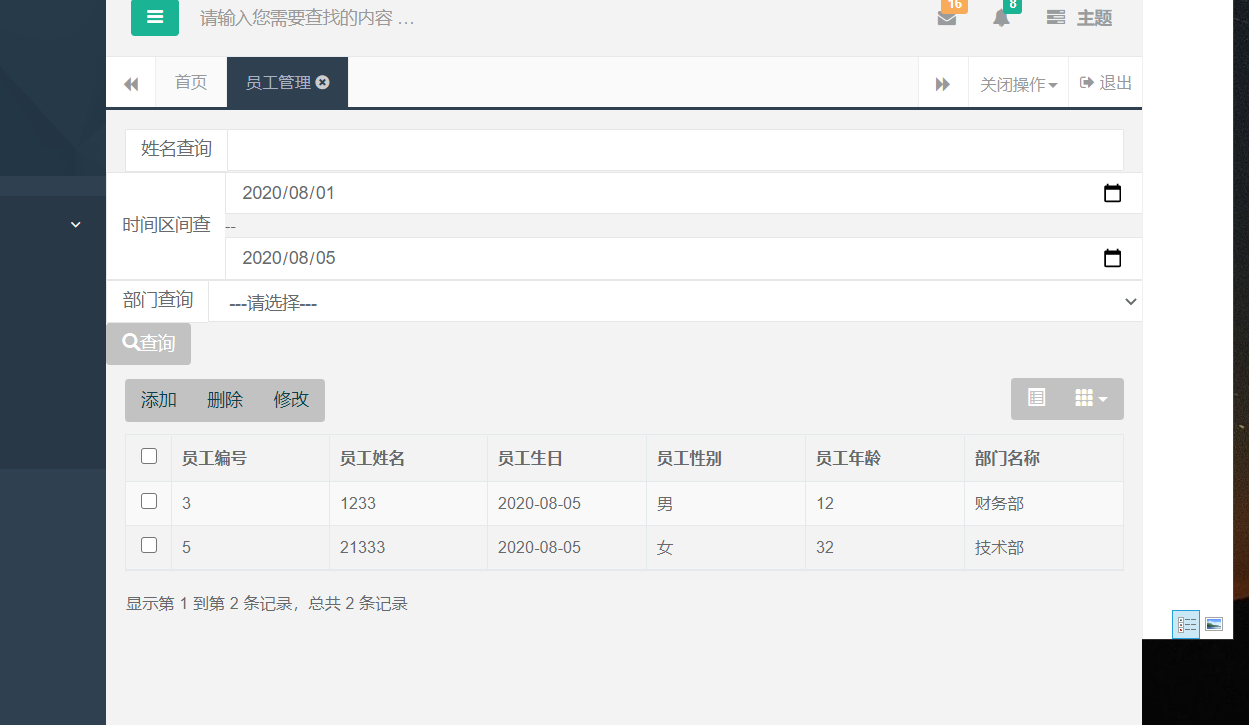 请输入您需要查找的内容 …
16
8
主题
首页
员工管理
关闭操作
退出
姓名查询
2020/08/01
时间区间查
--
2020/08/05
部门查询
---请选择---
查询
添加 删除 修改
员工编号 员工姓名 员工生日 员工性别 员工年龄 部门名称
3 1233 2020-08-05 男 12 财务部
5 21333 2020-08-05 女 32 技术部
显示第 1 到第 2 条记录，总共 2 条记录